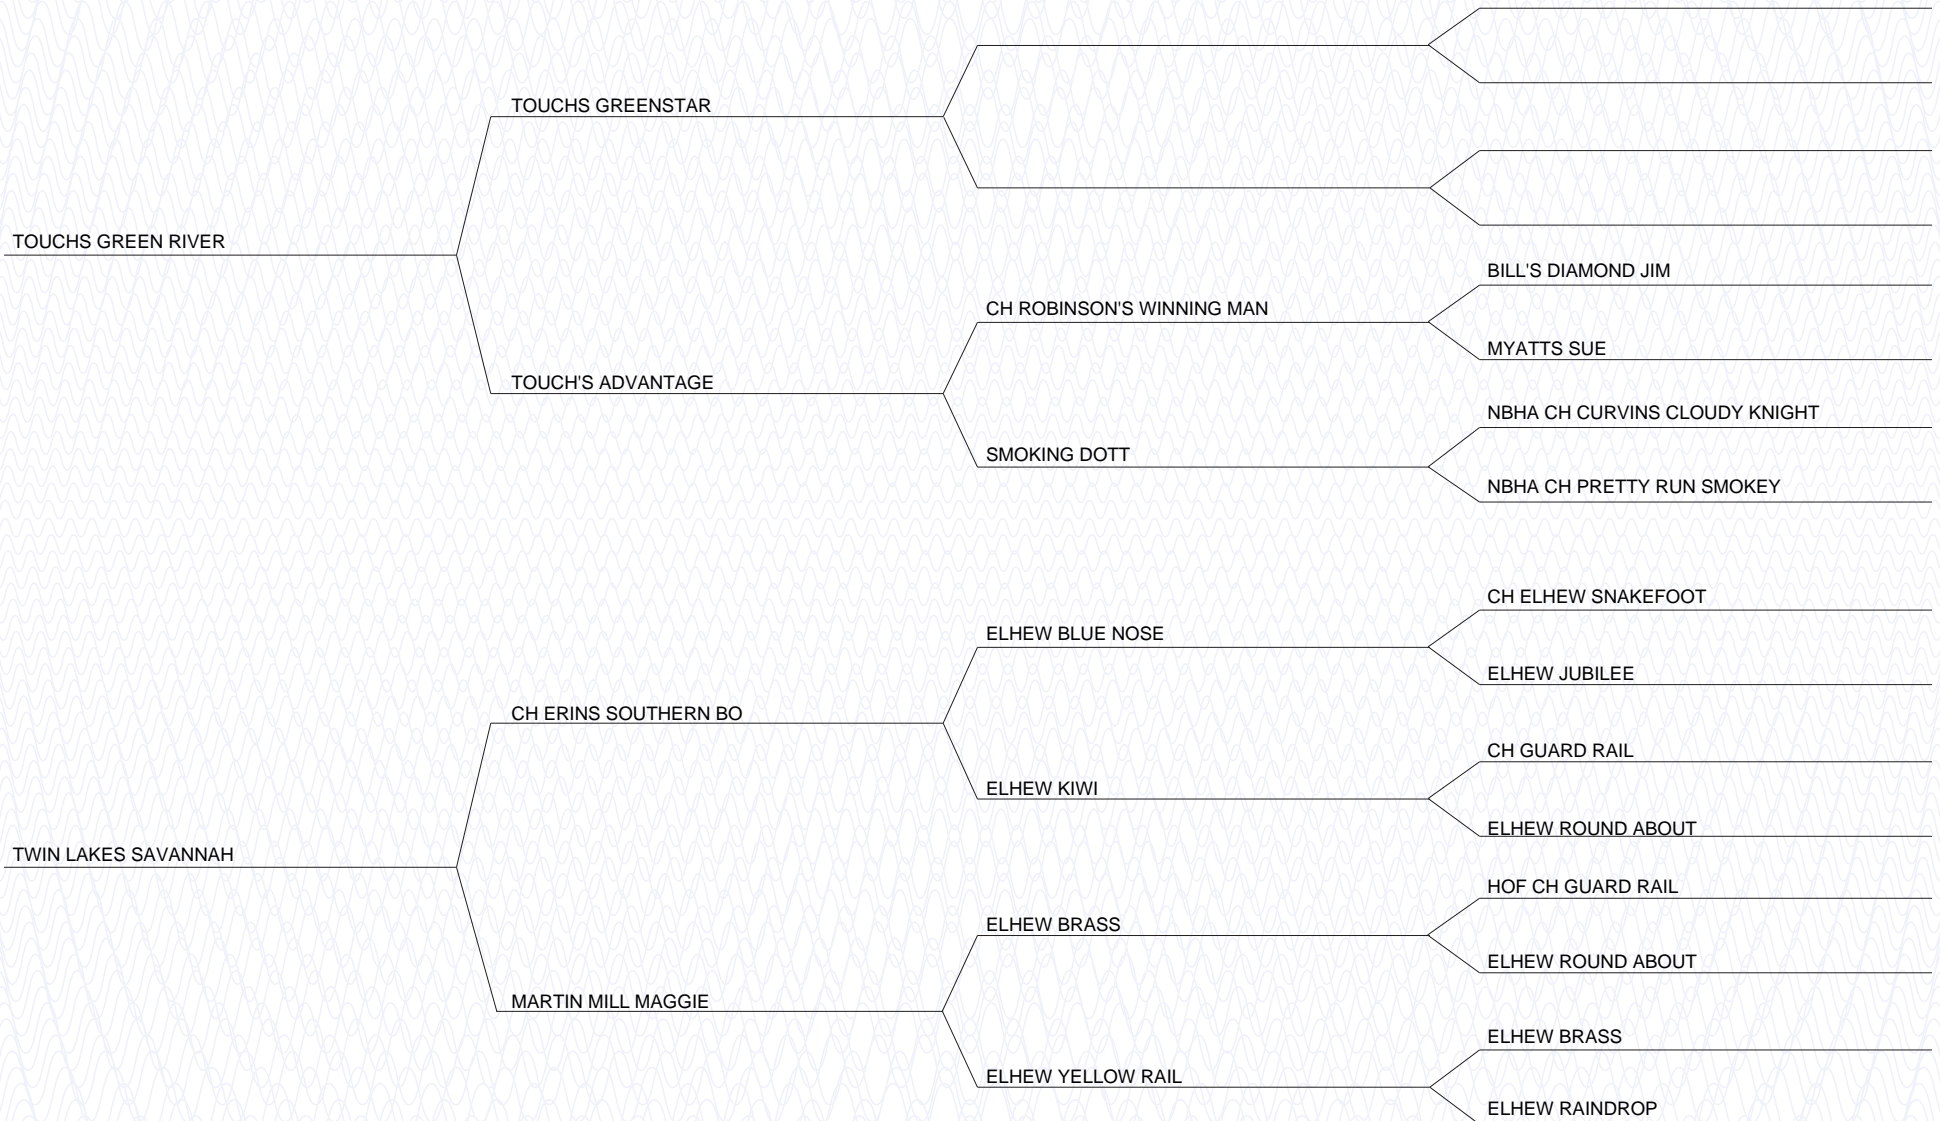 TOUCHS GREENSTAR
TOUCHS GREEN RIVER
BILL'S DIAMOND JIM
CH ROBINSON'S WINNING MAN
MYATTS SUE
TOUCH'S ADVANTAGE
NBHA CH CURVINS CLOUDY KNIGHT
SMOKING DOTT
NBHA CH PRETTY RUN SMOKEY
CH ELHEW SNAKEFOOT
ELHEW BLUE NOSE
ELHEW JUBILEE
CH ERINS SOUTHERN BO
CH GUARD RAIL
ELHEW KIWI
ELHEW ROUND ABOUT
TWIN LAKES SAVANNAH
HOF CH GUARD RAIL
ELHEW BRASS
ELHEW ROUND ABOUT
MARTIN MILL MAGGIE
ELHEW BRASS
ELHEW YELLOW RAIL
ELHEW RAINDROP